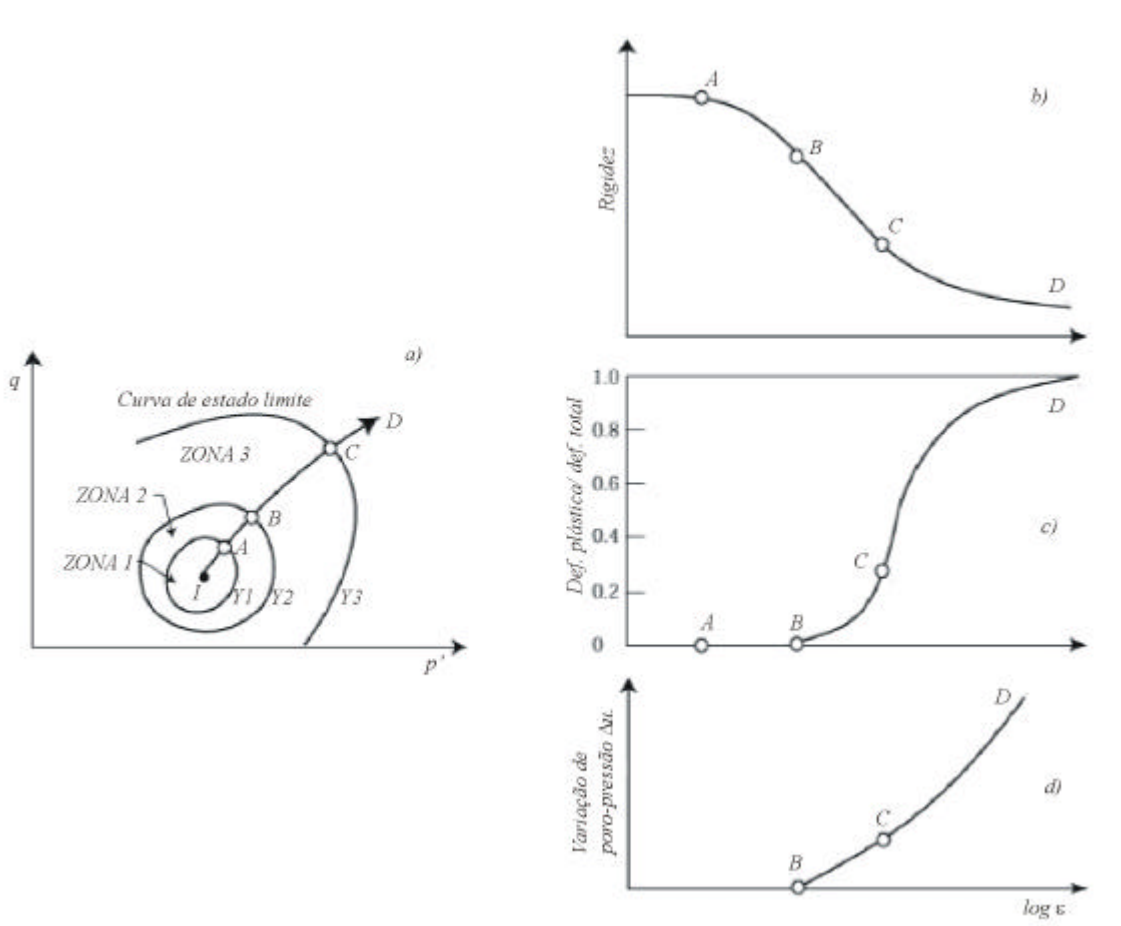 a)
q
Curva de estado limite
D
C
ZONA 3
ZONA 2
B
A
ZONA 1
I
Y1
Y2
Y3
p'
b)
Rigidez
A
B
C
D
c)
Def. plástica/ def. total
1.0
0.8
0.6
0.4
0.2
0
A
B
C
D
d)
Variação de
poro-pressão Δu.
B
C
D
log ε